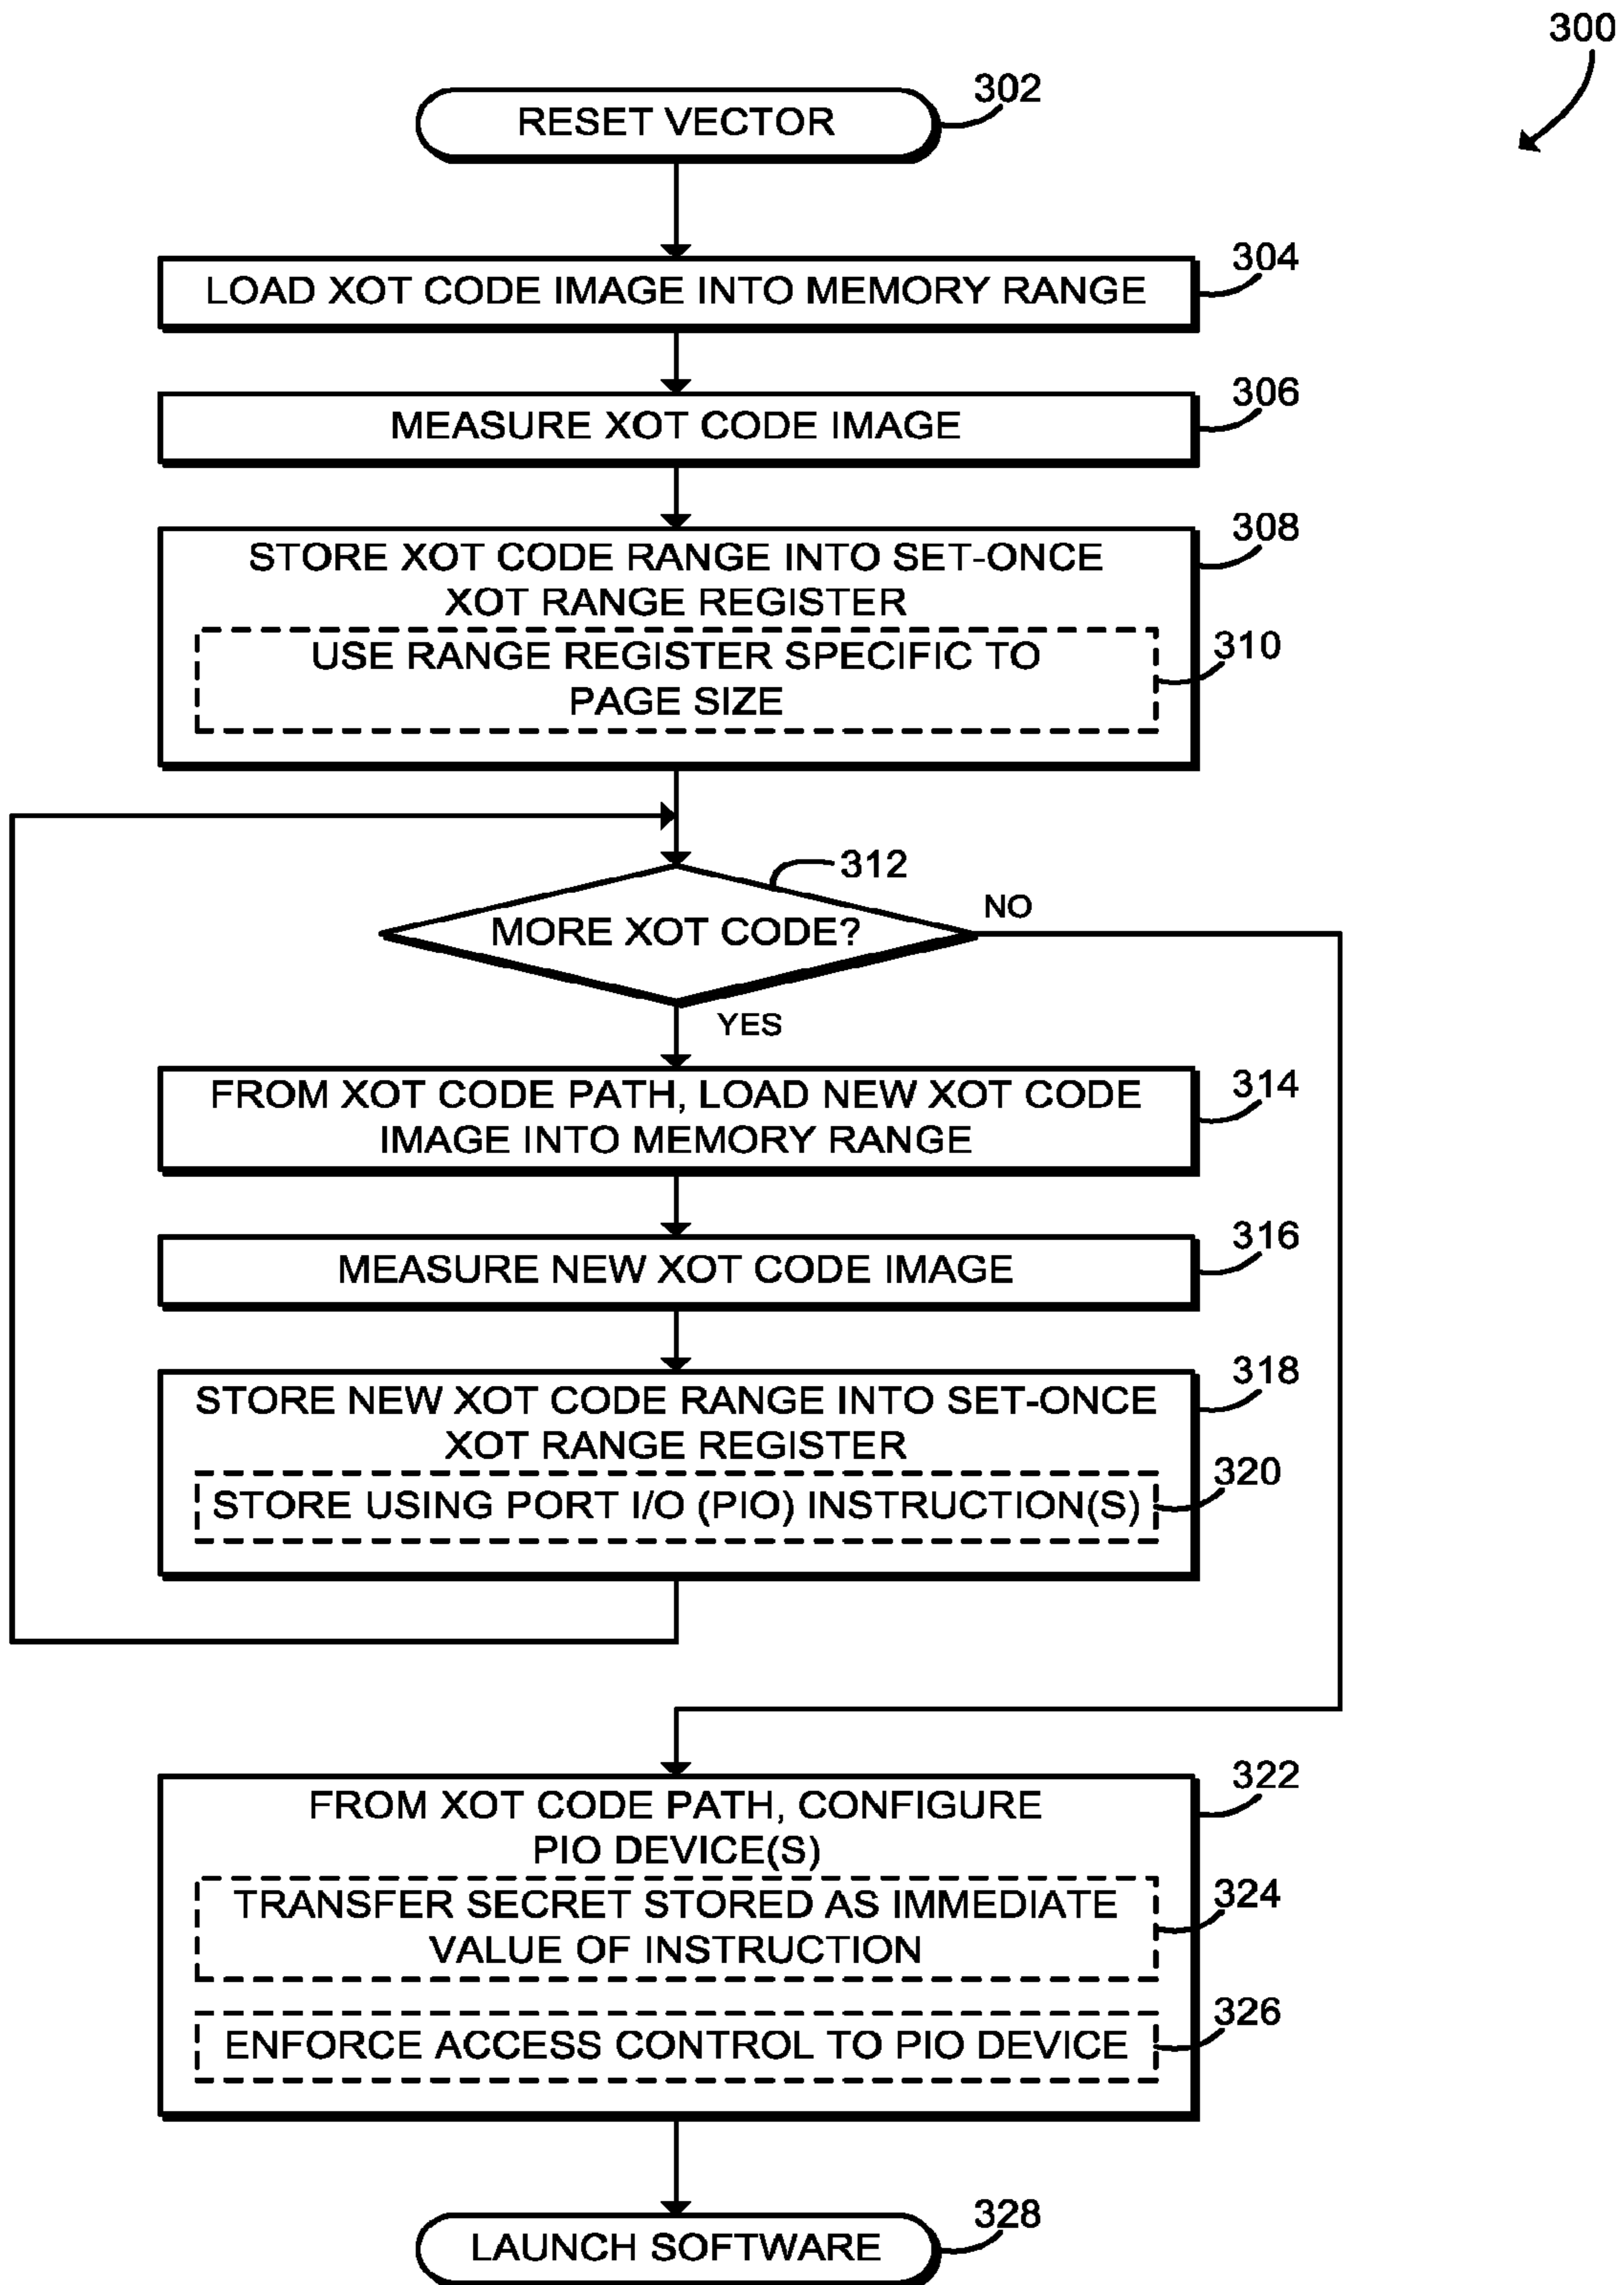 300
RESET VECTOR
302
LOAD XOT CODE IMAGE INTO MEMORY RANGE
304
MEASURE XOT CODE IMAGE
306
STORE XOT CODE RANGE INTO SET-ONCE
XOT RANGE REGISTER
308
USE RANGE REGISTER SPECIFIC TO
PAGE SIZE
310
312
MORE XOT CODE?
NO
YES
FROM XOT CODE PATH, LOAD NEW XOT CODE
IMAGE INTO MEMORY RANGE
314
MEASURE NEW XOT CODE IMAGE
316
STORE NEW XOT CODE RANGE INTO SET-ONCE
XOT RANGE REGISTER
318
STORE USING PORT I/O (PIO) INSTRUCTION(S)
320
FROM XOT CODE PATH, CONFIGURE
PIO DEVICE(S)
322
TRANSFER SECRET STORED AS IMMEDIATE
VALUE OF INSTRUCTION
324
ENFORCE ACCESS CONTROL TO PIO DEVICE
326
LAUNCH SOFTWARE
328